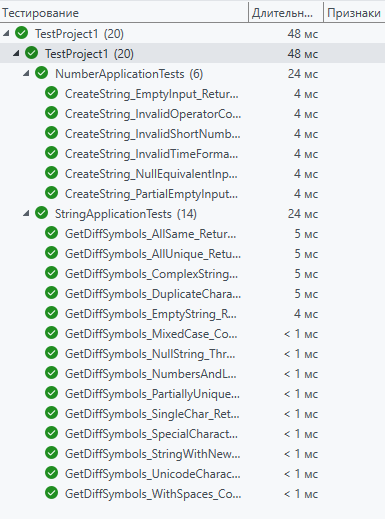 Тестирование Длительн... Признаки
TestProject1 (20) 48 мс
TestProject1 (20) 48 мс
NumberApplicationTests (6) 24 мс
CreateString_EmptyInput_Retur... 4 мс
CreateString_InvalidOperatorCo... 4 мс
CreateString_InvalidShortNumb... 4 мс
CreateString_InvalidTimeForma... 4 мс
CreateString_NullEquivalentInp... 4 мс
CreateString_PartialEmptyInput... 4 мс
StringApplicationTests (14) 24 мс
GetDiffSymbols_AllSame_Retur... 5 мс
GetDiffSymbols_AllUnique_Retu... 5 мс
GetDiffSymbols_ComplexString... 5 мс
GetDiffSymbols_DuplicateChara... 5 мс
GetDiffSymbols_EmptyString_R... 4 мс
GetDiffSymbols_MixedCase_Co... < 1 мс
GetDiffSymbols_NullString_Thr... < 1 мс
GetDiffSymbols_NumbersAndL... < 1 мс
GetDiffSymbols_PartiallyUnique... < 1 мс
GetDiffSymbols_SingleChar_Ret... < 1 мс
GetDiffSymbols_SpecialCharact... < 1 мс
GetDiffSymbols_StringWithNew... < 1 мс
GetDiffSymbols_UnicodeCharac... < 1 мс
GetDiffSymbols_WithSpaces_Co... < 1 мс